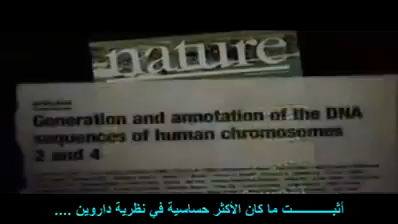 nature
Generation and annotation of the DNA
sequences of human chromosomes
2 and 4
أثبـــــــت ما كان الأكثر حساسية في نظرية داروين ....